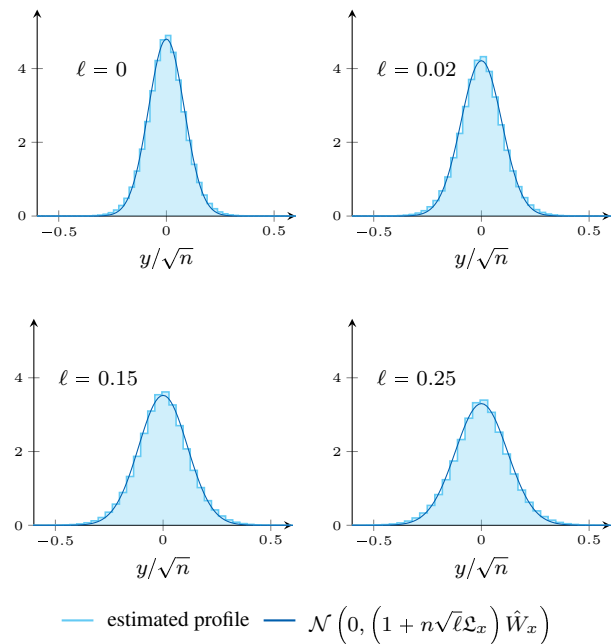 ℓ = 0
4
2
0
−0.5 0 0.5
y/√n
ℓ = 0.02
4
2
0
−0.5 0 0.5
y/√n
ℓ = 0.15
4
2
0
−0.5 0 0.5
y/√n
ℓ = 0.25
4
2
0
−0.5 0 0.5
y/√n
estimated profile 𝒩 (0, (1 + n√ℓ𝔏ₓ) Ŵₓ)